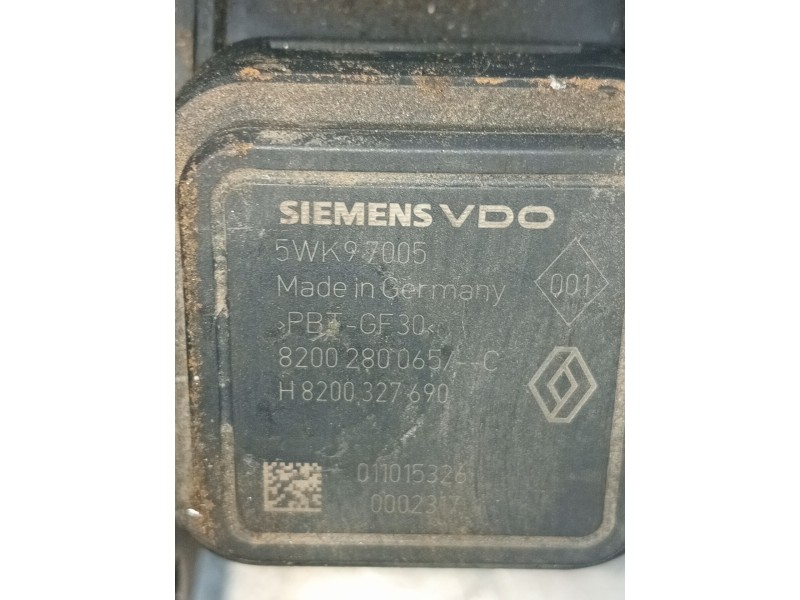 SIEMENS VDO
5WK9 7005
Made in Germany
001
>PBT-GF30<
8200 280 065/--C
H 8200 327 690
011015326
0002317